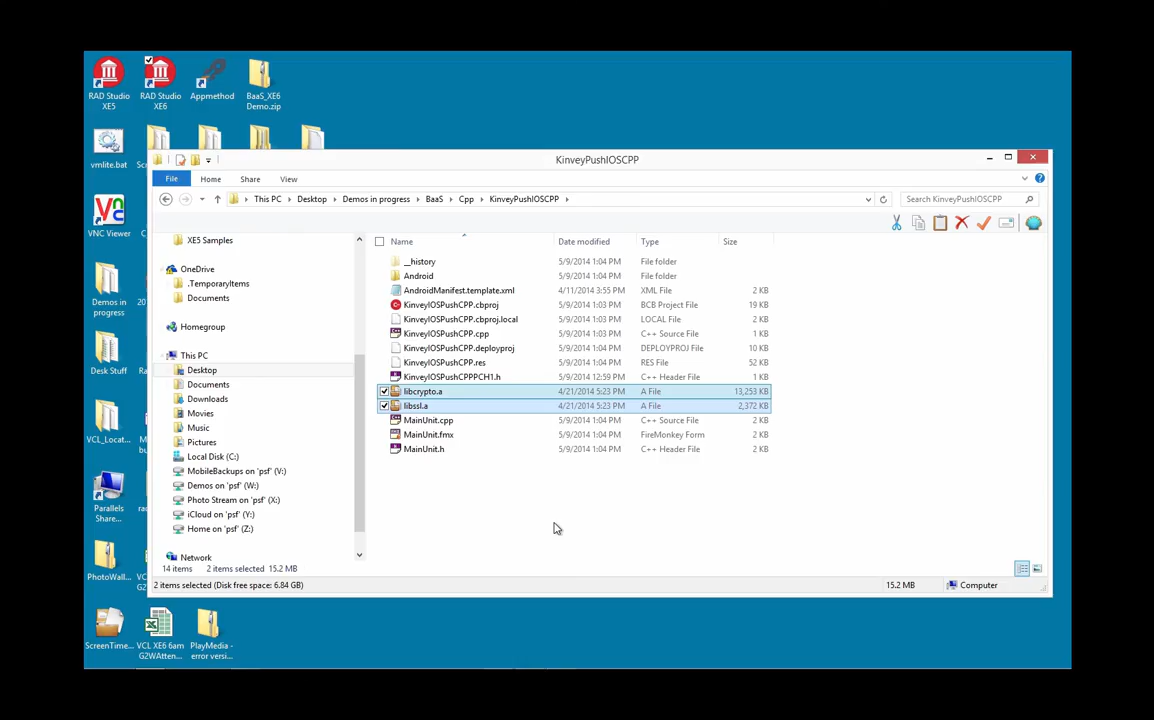 RAD Studio XE5
RAD Studio XE6
Appmethod
BaaS_XE6 Demo.zip
vmlite.bat
VNC Viewer
Demos in progress
Desk Stuff
VCL_Locat...
Parallels Share...
PhotoWall...
ScreenTime...
VCL XE6 6am G2WAtten...
PlayMedia - error versi...
KinveyPushIOSCPP
File Home Share View
This PC Desktop Demos in progress BaaS Cpp KinveyPushIOSCPP
Search KinveyPushIOSCPP
XE5 Samples
OneDrive
.TemporaryItems
Documents
Homegroup
This PC
Desktop
Documents
Downloads
Movies
Music
Pictures
Local Disk (C:)
MobileBackups on 'psf' (V:)
Demos on 'psf' (W:)
Photo Stream on 'psf' (X:)
iCloud on 'psf' (Y:)
Home on 'psf' (Z:)
Network
Name Date modified Type Size
__history 5/9/2014 1:04 PM File folder
Android 5/9/2014 1:04 PM File folder
AndroidManifest.template.xml 4/11/2014 3:55 PM XML File 2 KB
KinveyIOSPushCPP.cbproj 5/9/2014 1:03 PM BCB Project File 19 KB
KinveyIOSPushCPP.cbproj.local 5/9/2014 1:03 PM LOCAL File 1 KB
KinveyIOSPushCPP.cpp 5/9/2014 1:04 PM C++ Source File 1 KB
KinveyIOSPushCPP.deployproj 5/9/2014 1:04 PM DEPLOYPROJ File 10 KB
KinveyIOSPushCPP.res 5/9/2014 1:04 PM RES File 52 KB
KinveyIOSPushCPPPCH1.h 5/9/2014 12:59 PM C++ Header File 1 KB
libcrypto.a 4/21/2014 5:23 PM A File 13,253 KB
libssl.a 4/21/2014 5:23 PM A File 2,372 KB
MainUnit.cpp 5/9/2014 1:04 PM C++ Source File 2 KB
MainUnit.fmx 5/9/2014 1:04 PM FireMonkey Form 2 KB
MainUnit.h 5/9/2014 1:04 PM C++ Header File 2 KB
14 items 2 items selected 15.2 MB
2 items selected (Disk free space: 6.84 GB) 15.2 MB Computer